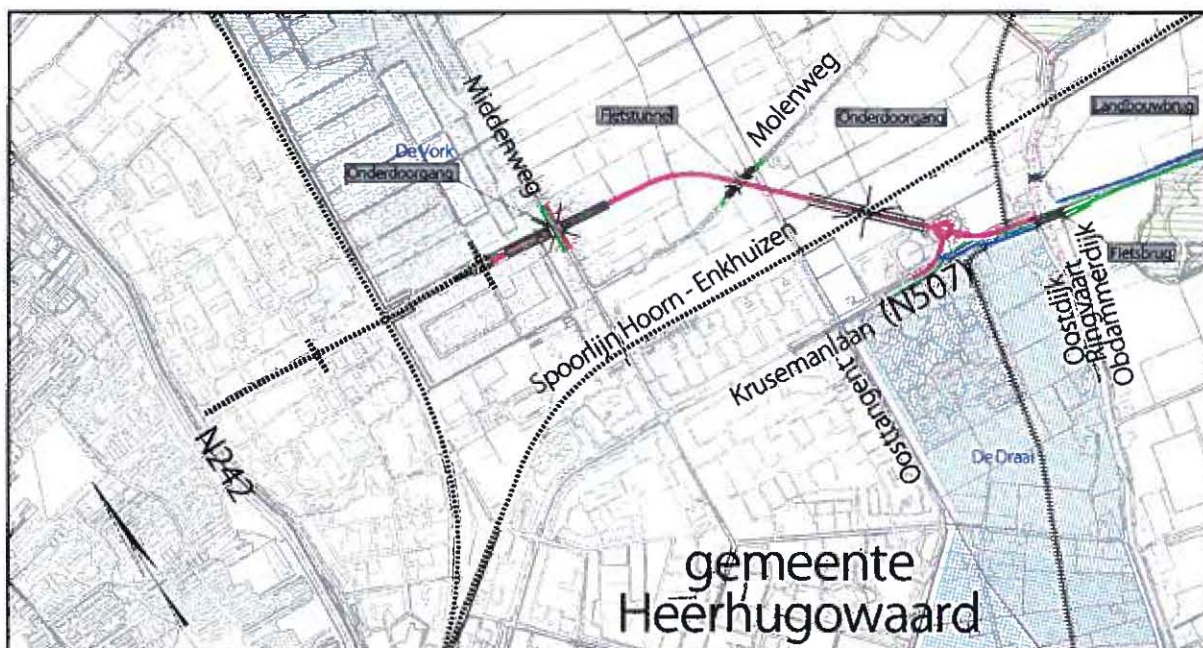 Middenweg
Fietstunnel
Molenweg
Onderdoorgang
Landbouwbrug
De Vork
Onderdoorgang
Spoorlijn Hoorn - Enkhuizen
Krusemanlaan (N507)
Oosttangent
Oostdijk
- Ringvaart
Obdammerdijk
Fietsbrug
N242
De Draai
gemeente
Heerhugowaard